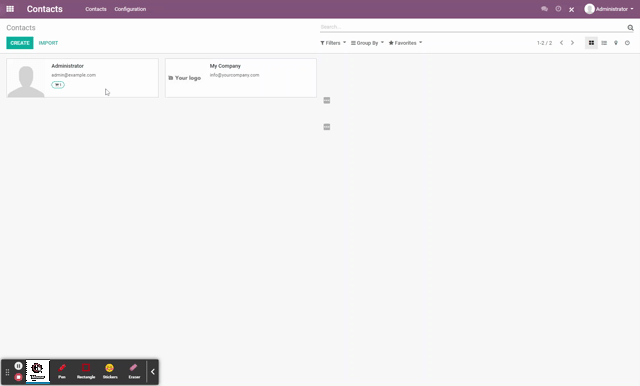 Contacts Contacts Configuration Administrator
Contacts Search...
CREATE IMPORT Filters Group By Favorites 1-2 / 2
Administrator
admin@example.com
1
Your logo
My Company
info@yourcompany.com
Pen Rectangle Stickers Eraser